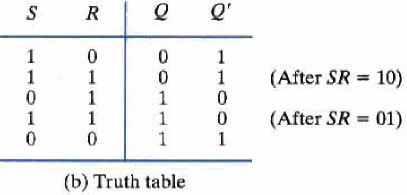 S R Q Q'
1 0 0 1
1 1 0 1 (After SR = 10)
0 1 1 0
1 1 1 0 (After SR = 01)
0 0 1 1
(b) Truth table